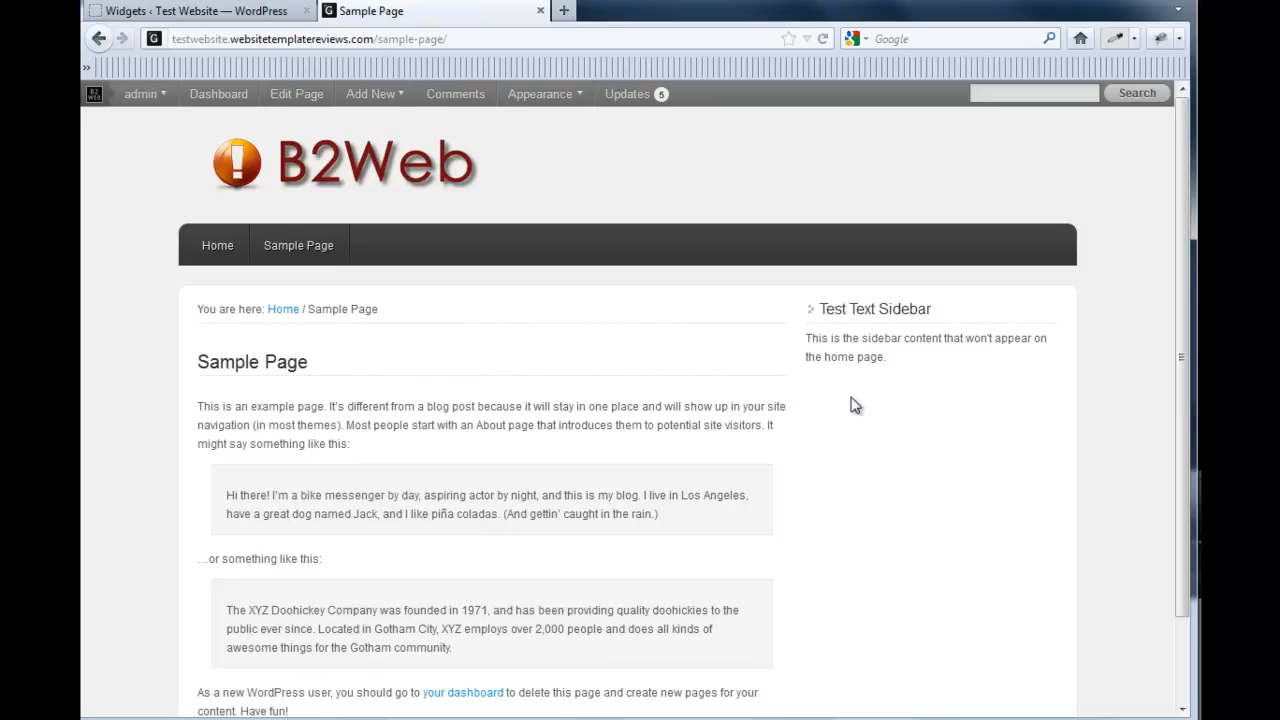 Widgets ‹ Test Website — WordPress
Sample Page
testwebsite.websitetemplatereviews.com/sample-page/
Google
B2 WEB admin Dashboard Edit Page Add New Comments Appearance Updates 5 Search
B2Web
Home Sample Page
You are here: Home / Sample Page
Sample Page
This is an example page. It’s different from a blog post because it will stay in one place and will show up in your site
navigation (in most themes). Most people start with an About page that introduces them to potential site visitors. It
might say something like this:
Hi there! I’m a bike messenger by day, aspiring actor by night, and this is my blog. I live in Los Angeles,
have a great dog named Jack, and I like piña coladas. (And gettin’ caught in the rain.)
…or something like this:
The XYZ Doohickey Company was founded in 1971, and has been providing quality doohickies to the
public ever since. Located in Gotham City, XYZ employs over 2,000 people and does all kinds of
awesome things for the Gotham community.
As a new WordPress user, you should go to your dashboard to delete this page and create new pages for your
content. Have fun!
Test Text Sidebar
This is the sidebar content that won't appear on
the home page.